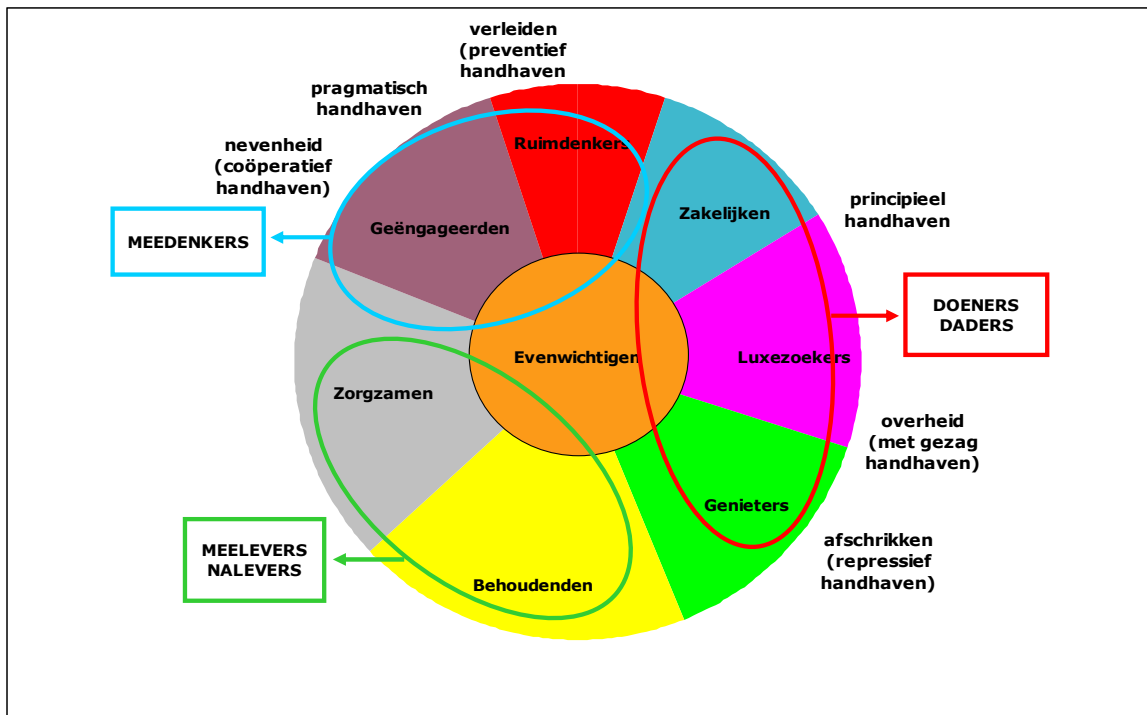 verleiden
(preventief
handhaven
pragmatisch
handhaven
nevenheid
(coöperatief
handhaven)
Ruimdenkers
Zakelijken
principieel
handhaven
Geëngageerden
MEEDENKERS
DOENERS
DADERS
Evenwichtigen
Luxezoekers
Zorgzamen
overheid
(met gezag
handhaven)
Genieters
afschrikken
(repressief
handhaven)
MEELEVERS
NALEVERS
Behoudenden